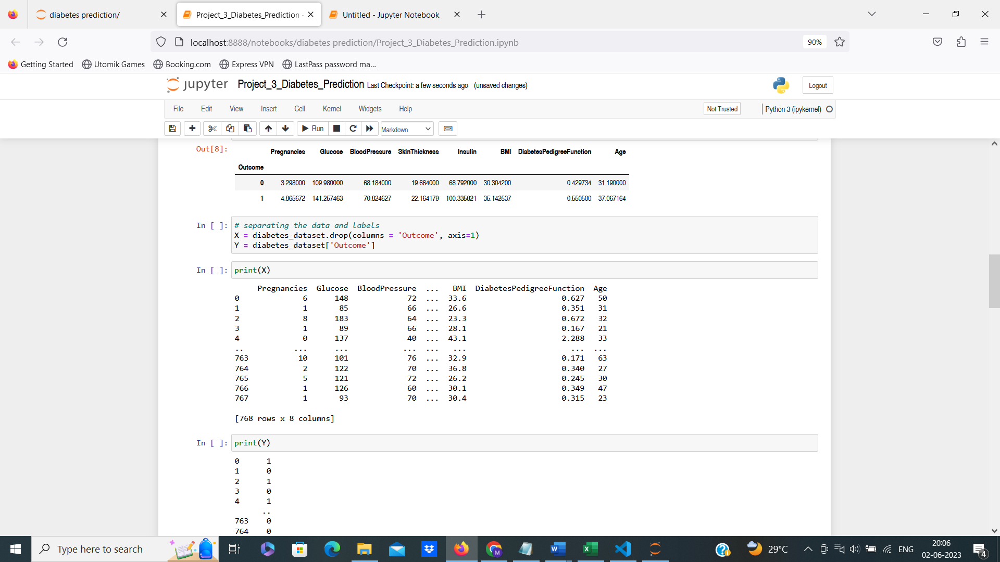 diabetes prediction/
Project_3_Diabetes_Prediction -
Untitled - Jupyter Notebook
localhost:8888/notebooks/diabetes prediction/Project_3_Diabetes_Prediction.ipynb
90%
Getting Started Utomik Games Booking.com Express VPN LastPass password ma...
jupyter Project_3_Diabetes_Prediction Last Checkpoint: a few seconds ago (unsaved changes)
Logout
File Edit View Insert Cell Kernel Widgets Help
Not Trusted Python 3 (ipykernel)
Run Markdown
Out[8]:
Pregnancies Glucose BloodPressure SkinThickness Insulin BMI DiabetesPedigreeFunction Age
Outcome
0 3.298000 109.980000 68.184000 19.664000 68.792000 30.304200 0.429734 31.190000
1 4.865672 141.257463 70.824627 22.164179 100.335821 35.142537 0.550500 37.067164
In [ ]: # separating the data and labels
X = diabetes_dataset.drop(columns = 'Outcome', axis=1)
Y = diabetes_dataset['Outcome']
In [ ]: print(X)
Pregnancies Glucose BloodPressure ... BMI DiabetesPedigreeFunction Age
0 6 148 72 ... 33.6 0.627 50
1 1 85 66 ... 26.6 0.351 31
2 8 183 64 ... 23.3 0.672 32
3 1 89 66 ... 28.1 0.167 21
4 0 137 40 ... 43.1 2.288 33
.. ... ... ... ... ... ... ...
763 10 101 76 ... 32.9 0.171 63
764 2 122 70 ... 36.8 0.340 27
765 5 121 72 ... 26.2 0.245 30
766 1 126 60 ... 30.1 0.349 47
767 1 93 70 ... 30.4 0.315 23
[768 rows x 8 columns]
In [ ]: print(Y)
0 1
1 0
2 1
3 0
4 1
..
763 0
764 0
Type here to search
29°C
ENG
20:06
02-06-2023
4